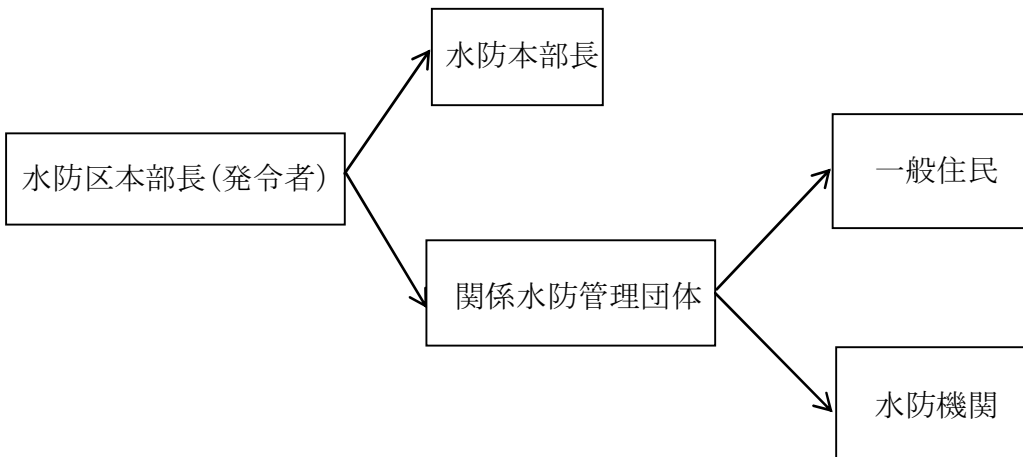 水防本部長
水防区本部長(発令者)
一般住民
関係水防管理団体
水防機関